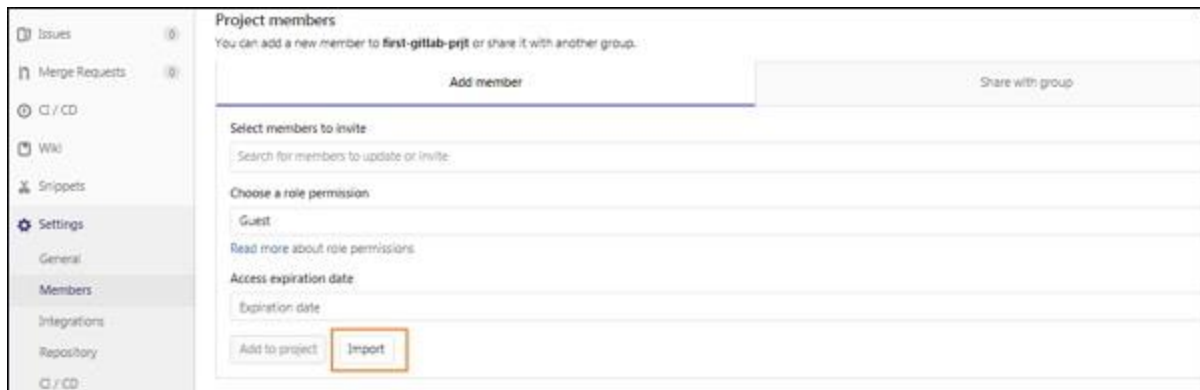 Issues 0
Merge Requests 0
CI / CD
Wiki
Snippets
Settings
General
Members
Integrations
Repository
CI / CD
Project members
You can add a new member to first-gitlab-prjt or share it with another group.
Add member
Share with group
Select members to invite
Search for members to update or invite
Choose a role permission
Guest
Read more about role permissions
Access expiration date
Expiration date
Add to project
Import